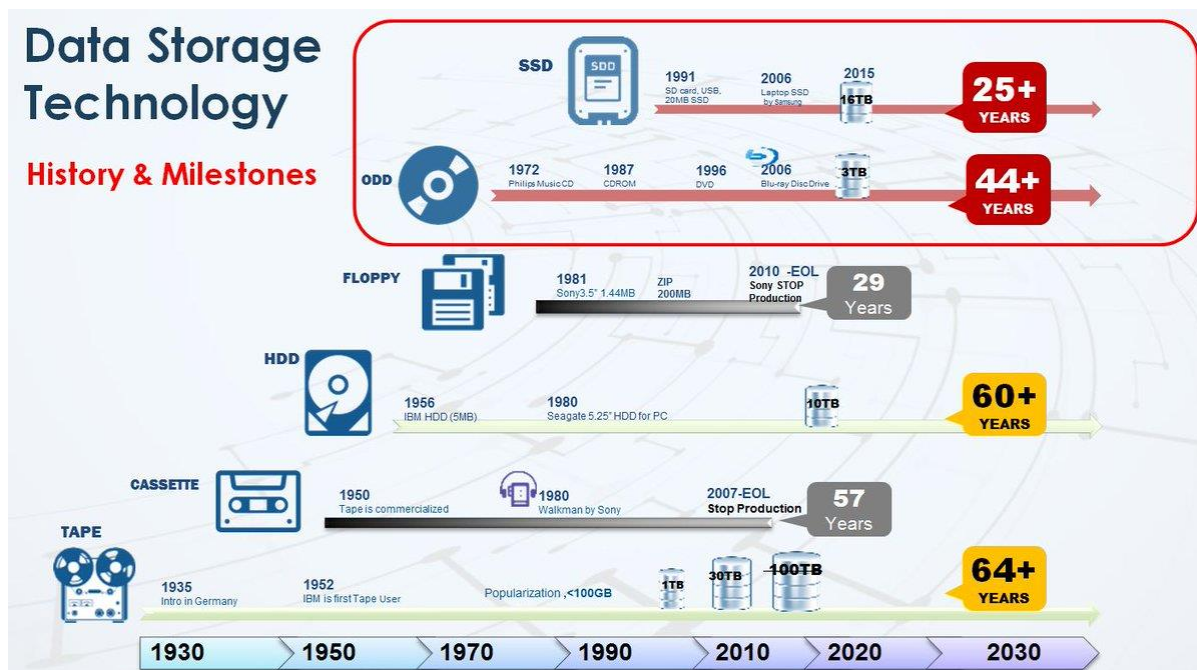 Data Storage
Technology
History & Milestones
SSD
SDD
1991
SD card, USB,
20MB SSD
2006
Laptop SSD
by Samsung
2015
16TB
25+
YEARS
ODD
1972
Philips Music CD
1987
CDROM
1996
DVD
2006
Blu-ray Disc Drive
3TB
44+
YEARS
FLOPPY
1981
Sony3.5" 1.44MB
ZIP
200MB
2010 -EOL
Sony STOP
Production
29
Years
HDD
1956
IBM HDD (5MB)
1980
Seagate 5.25" HDD for PC
10TB
60+
YEARS
CASSETTE
1950
Tape is commercialized
1980
Walkman by Sony
2007-EOL
Stop Production
57
Years
TAPE
1935
Intro in Germany
1952
IBM is first Tape User
Popularization ,<100GB
1TB
30TB
100TB
64+
YEARS
1930
1950
1970
1990
2010
2020
2030